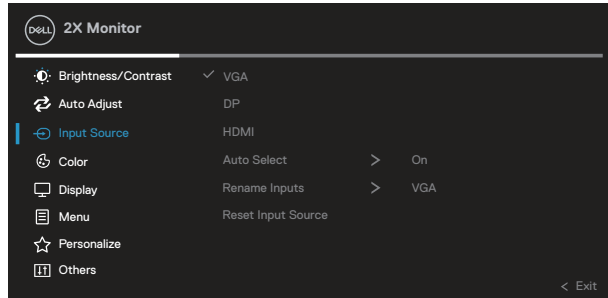 DELL 2X Monitor
Brightness/Contrast ✓ VGA
Auto Adjust DP
Input Source HDMI
Color Auto Select > On
Display Rename Inputs > VGA
Menu Reset Input Source
Personalize
Others
< Exit